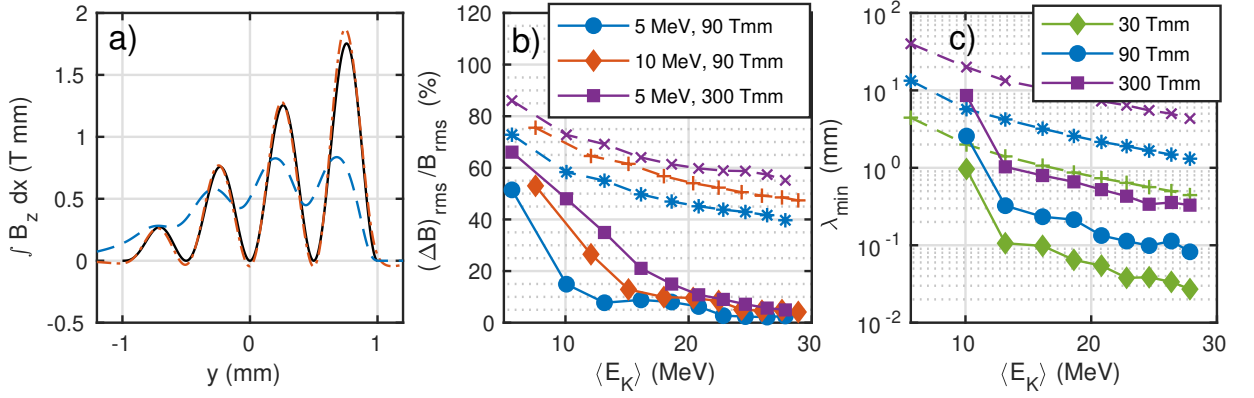 a)
2
1.5
1
0.5
0
-0.5
-1
0
1
∫ B_z dx (T mm)
y (mm)
b)
5 MeV, 90 Tmm
10 MeV, 90 Tmm
5 MeV, 300 Tmm
120
100
80
60
40
20
0
10
20
30
(ΔB)_rms /B_rms (%)
⟨E_K⟩ (MeV)
c)
30 Tmm
90 Tmm
300 Tmm
10^2
10^1
10^0
10^-1
10^-2
10
20
30
λ_min (mm)
⟨E_K⟩ (MeV)